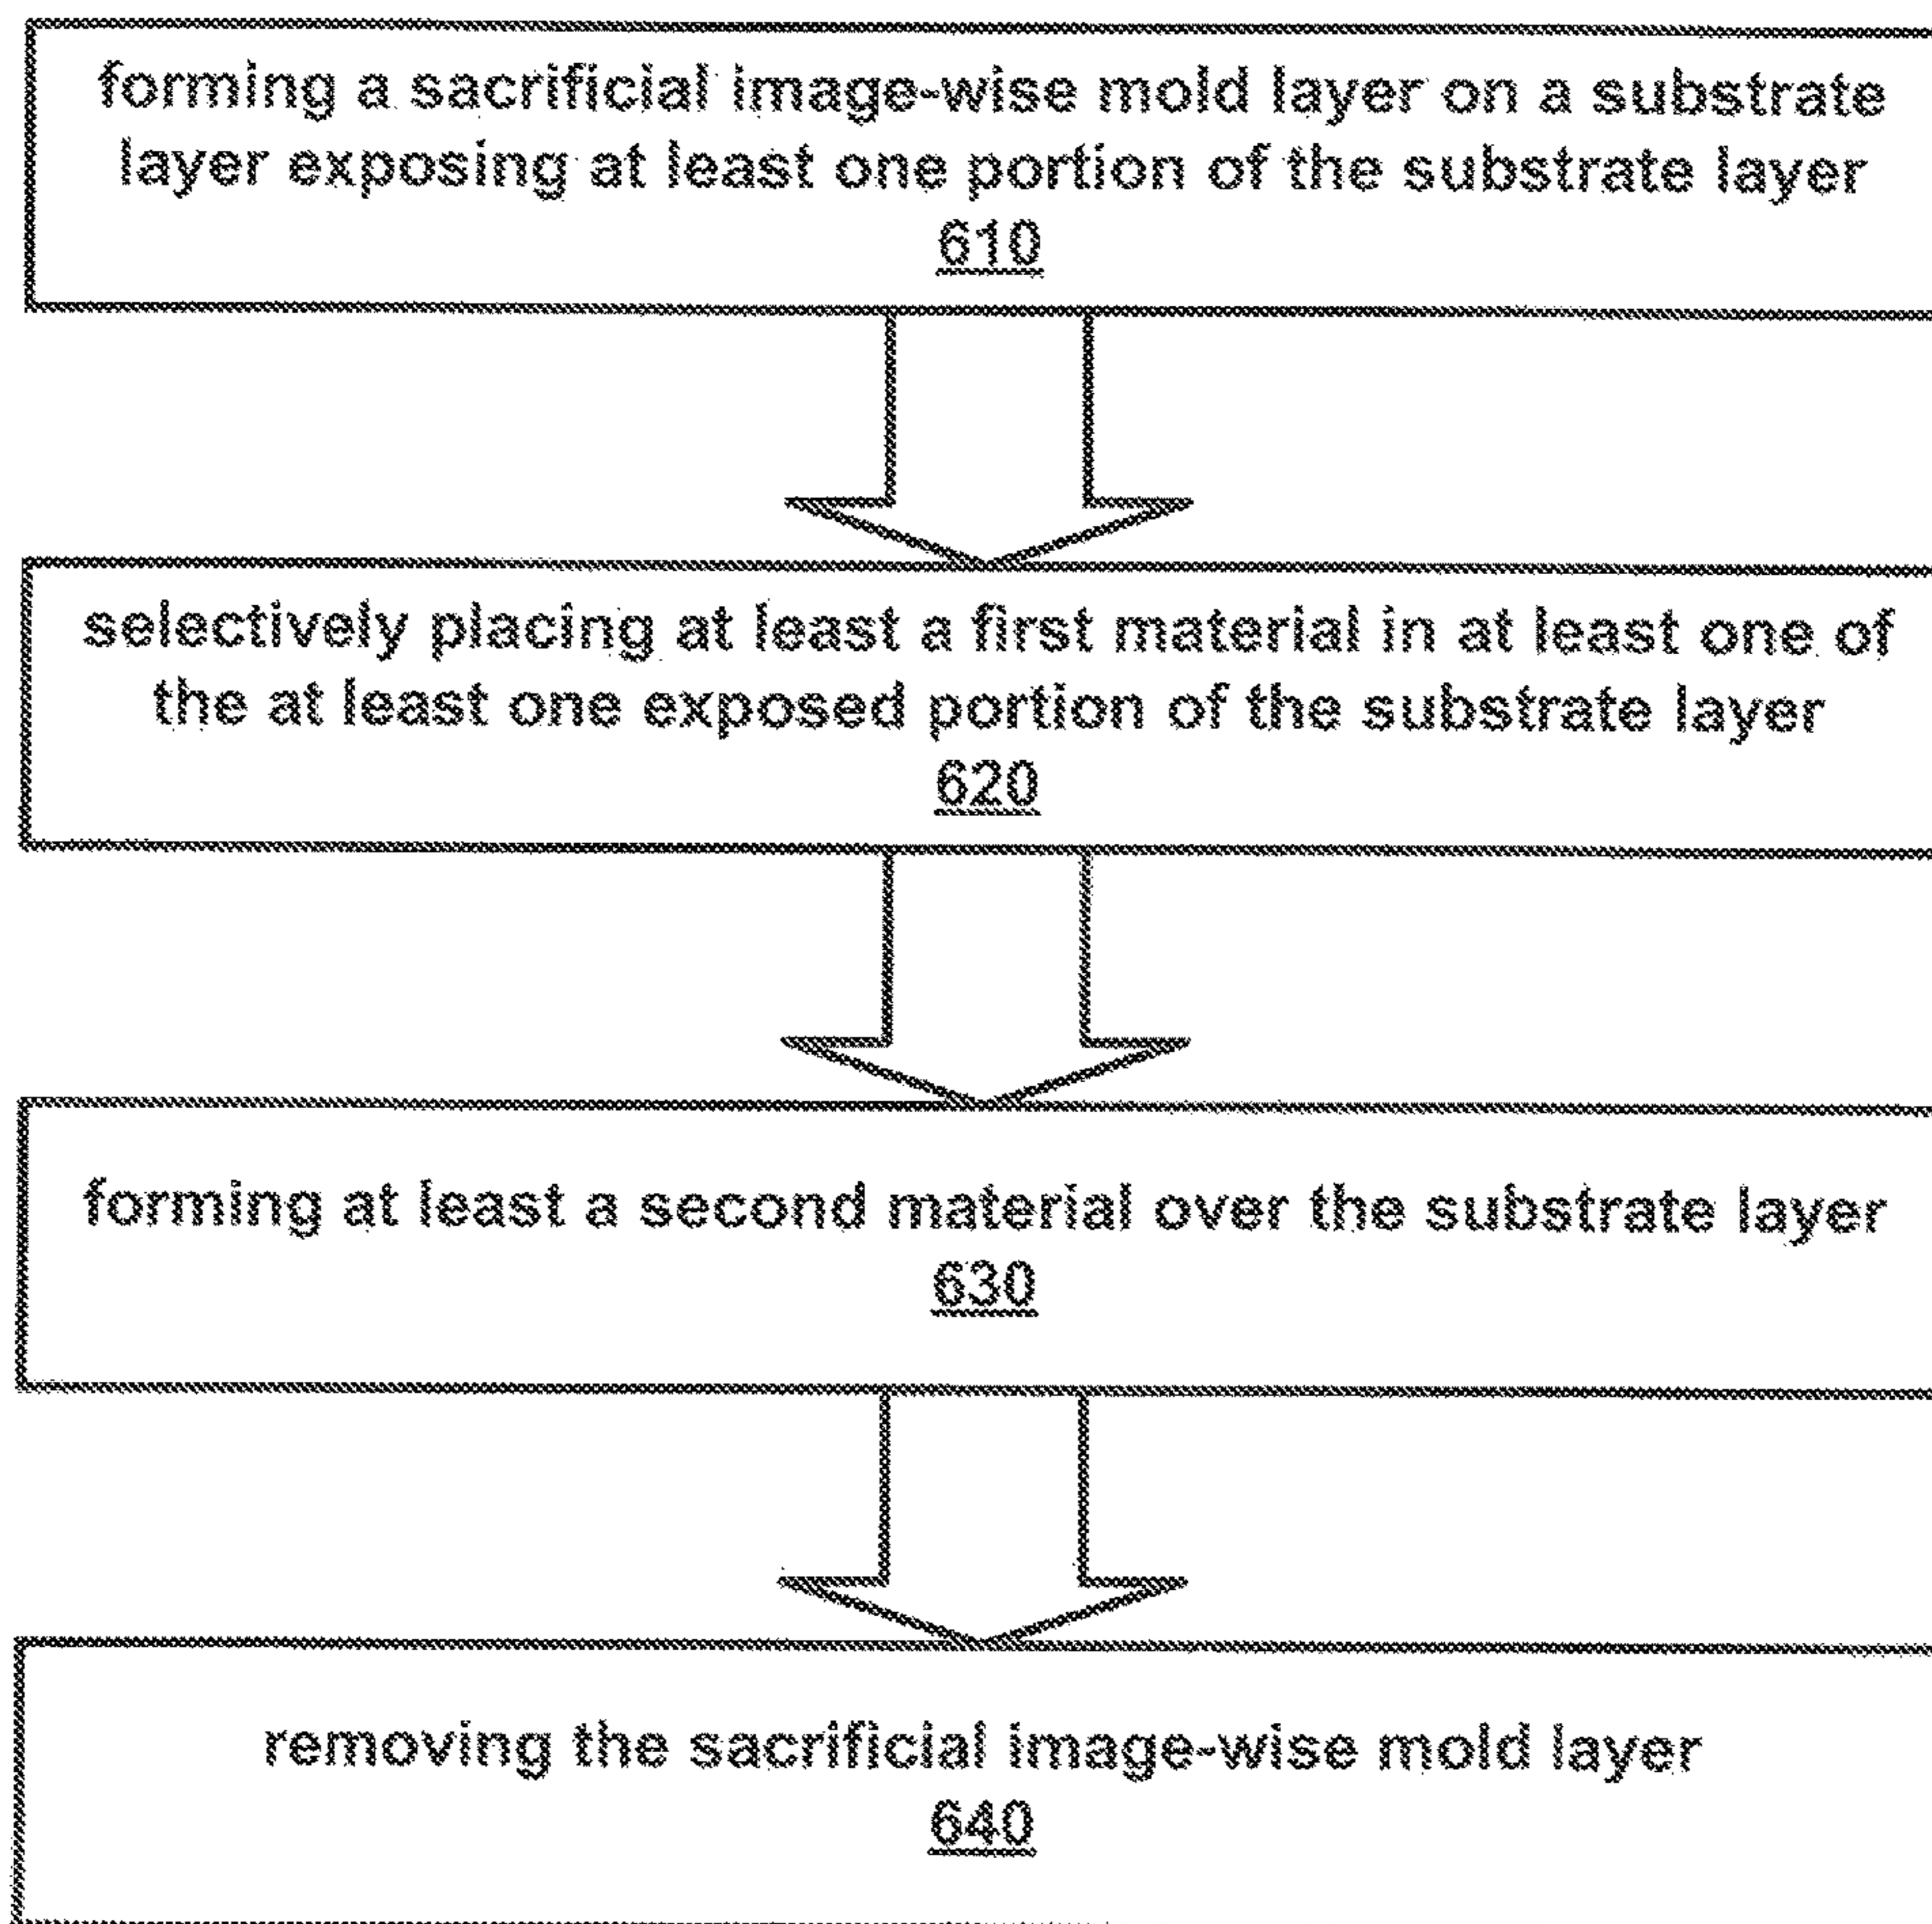 forming a sacrificial image-wise mold layer on a substrate
layer exposing at least one portion of the substrate layer
610
selectively placing at least a first material in at least one of
the at least one exposed portion of the substrate layer
620
forming at least a second material over the substrate layer
630
removing the sacrificial image-wise mold layer
640